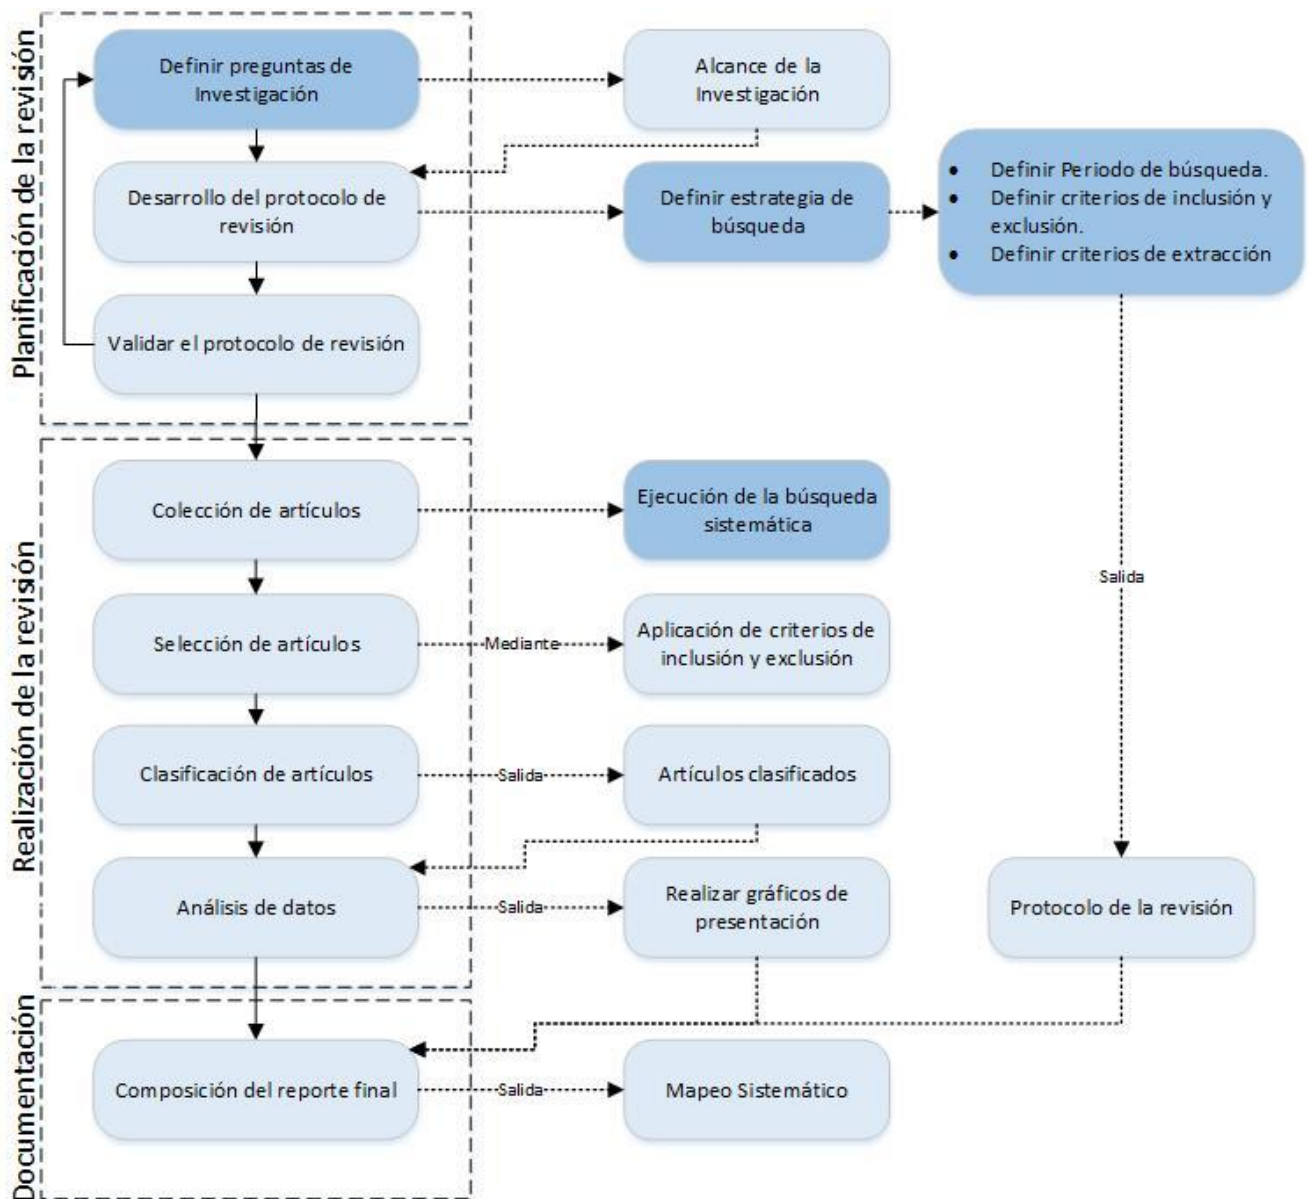 Planificación de la revisión
Definir preguntas de
Investigación
Alcance de la
Investigación
Desarrollo del protocolo de
revisión
Definir estrategia de
búsqueda
• Definir Periodo de búsqueda.
• Definir criterios de inclusión y
exclusión.
• Definir criterios de extracción
Validar el protocolo de revisión
Realización de la revisión
Colección de artículos
Ejecución de la búsqueda
sistemática
Salida
Selección de artículos
Mediante
Aplicación de criterios de
inclusión y exclusión
Clasificación de artículos
Salida
Artículos clasificados
Análisis de datos
Salida
Realizar gráficos de
presentación
Protocolo de la revisión
Documentación
Composición del reporte final
Salida
Mapeo Sistemático